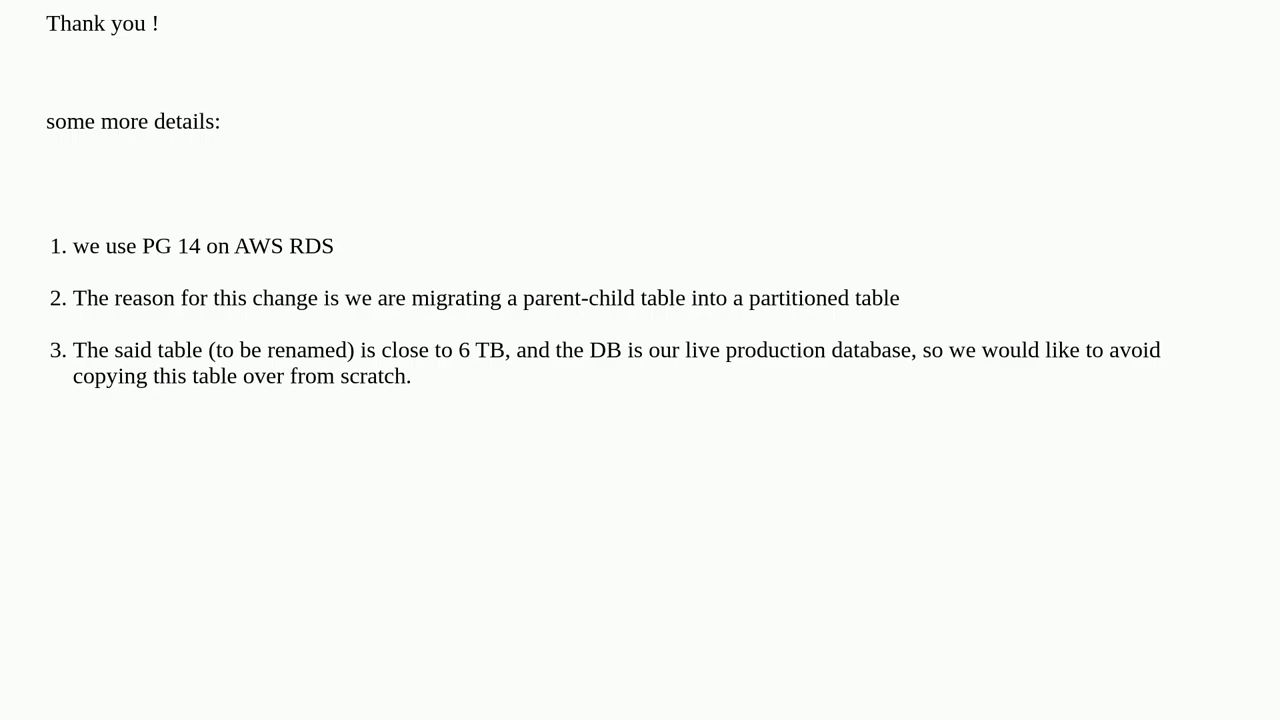 Thank you !
some more details:
1. we use PG 14 on AWS RDS
2. The reason for this change is we are migrating a parent-child table into a partitioned table
3. The said table (to be renamed) is close to 6 TB, and the DB is our live production database, so we would like to avoid
copying this table over from scratch.